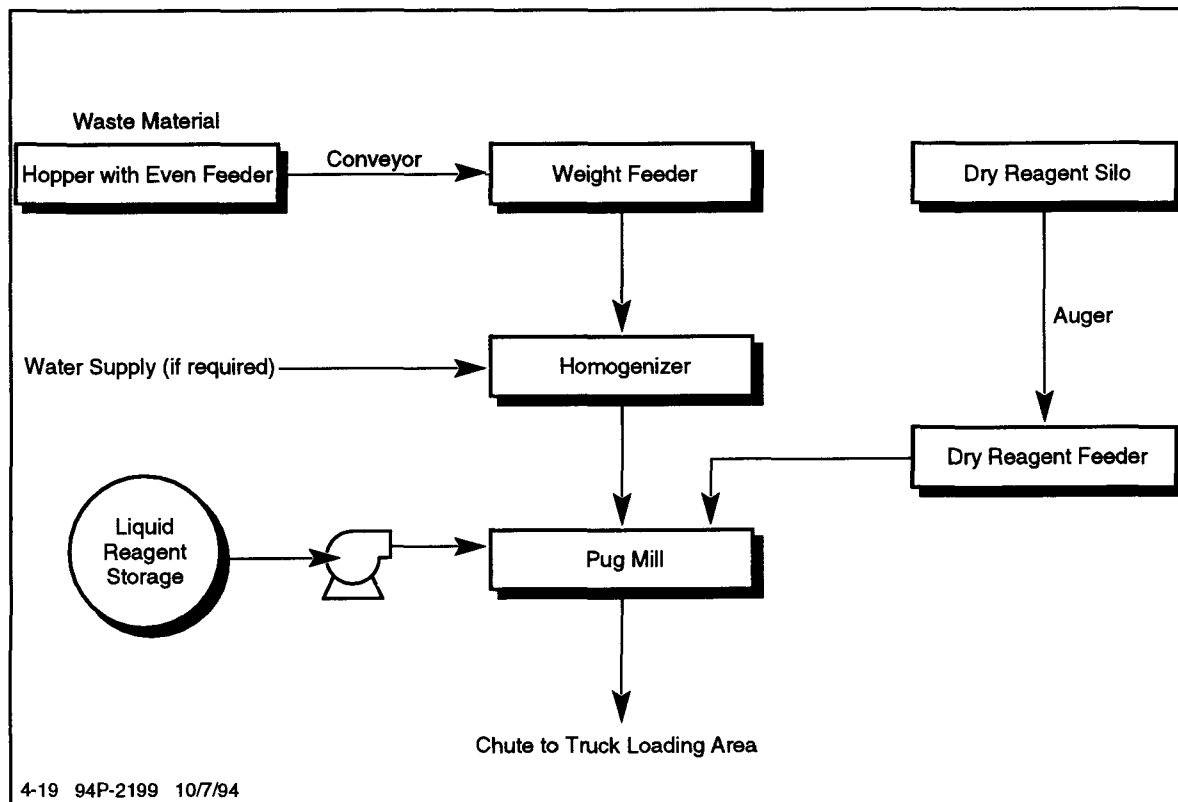 Waste Material
Hopper with Even Feeder
Conveyor
Weight Feeder
Dry Reagent Silo
Auger
Water Supply (if required)
Homogenizer
Dry Reagent Feeder
Liquid
Reagent
Storage
Pug Mill
Chute to Truck Loading Area
4-19 94P-2199 10/7/94